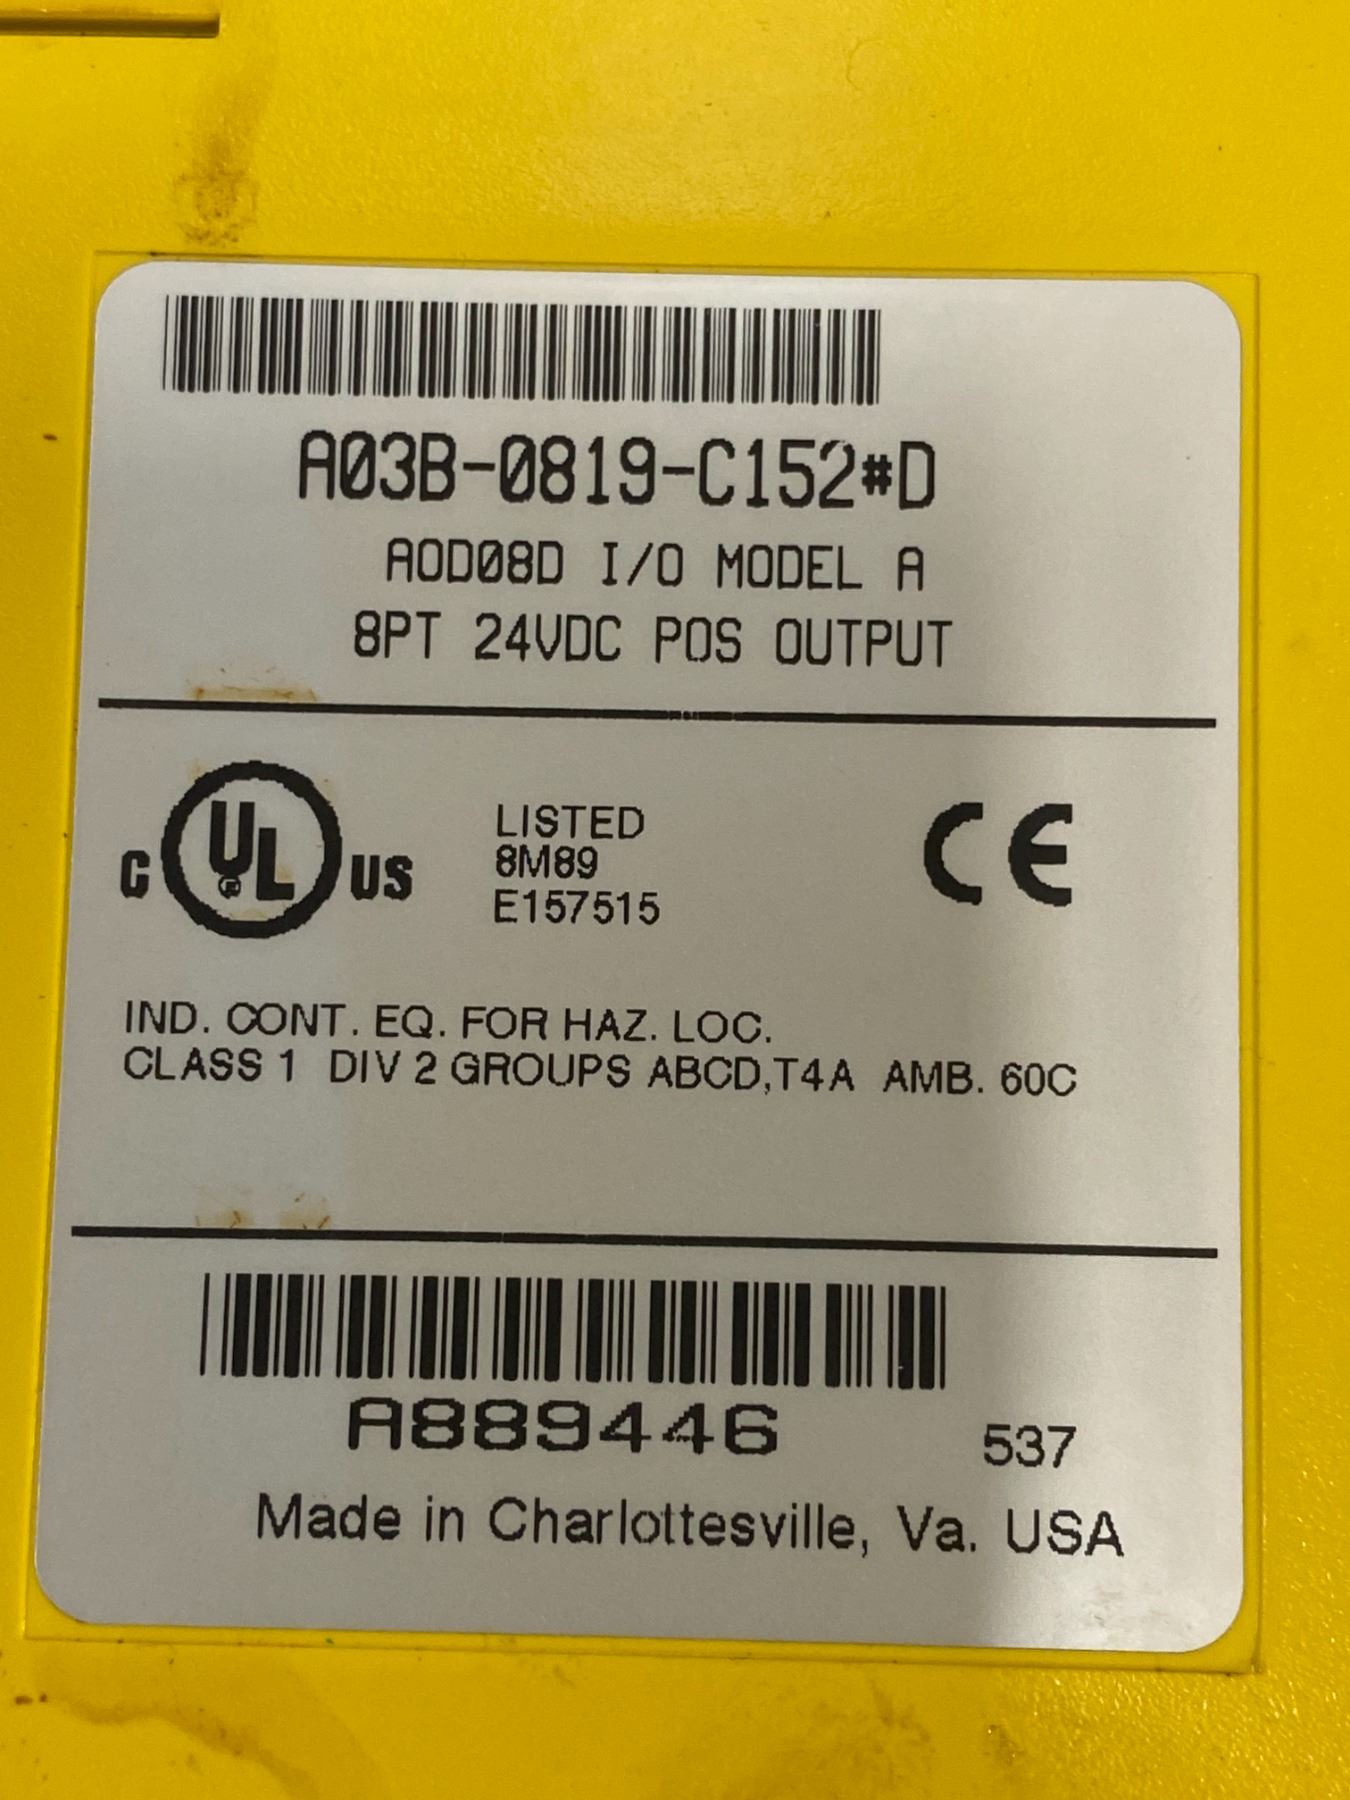 A03B-0819-C152#D
AOD08D I/O MODEL A
8PT 24VDC POS OUTPUT
C UL® US
LISTED
8M89
E157515
CE
IND. CONT. EQ. FOR HAZ. LOC.
CLASS 1 DIV 2 GROUPS ABCD,T4A AMB. 60C
A889446
537
Made in Charlottesville, Va. USA